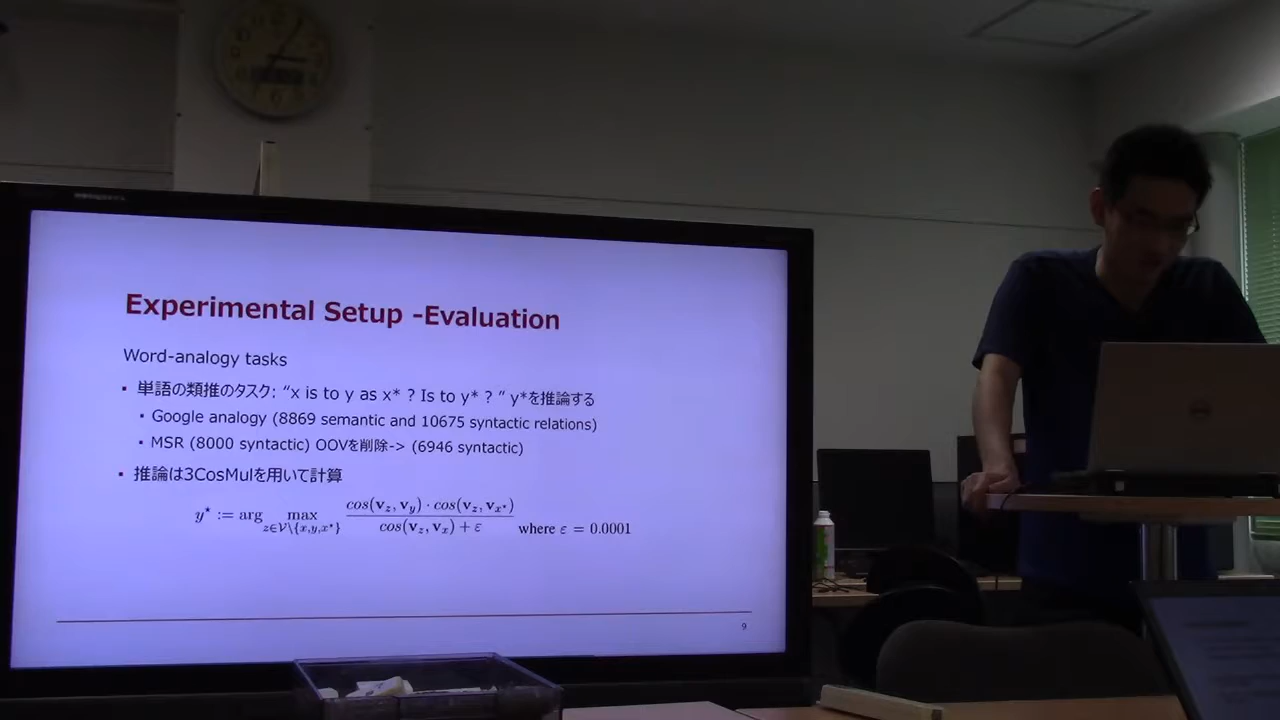 Experimental Setup -Evaluation
Word-analogy tasks
▪ 単語の類推のタスク: “x is to y as x* ? Is to y* ? ” y*を推論する
▪ Google analogy (8869 semantic and 10675 syntactic relations)
▪ MSR (8000 syntactic) OOVを削除-> (6946 syntactic)
▪ 推論は3CosMulを用いて計算
y* := arg max_{z∈V\{x,y,x*}} cos(v_z, v_y) · cos(v_z, v_{x*}) / cos(v_z, v_x) + ε where ε = 0.0001
9